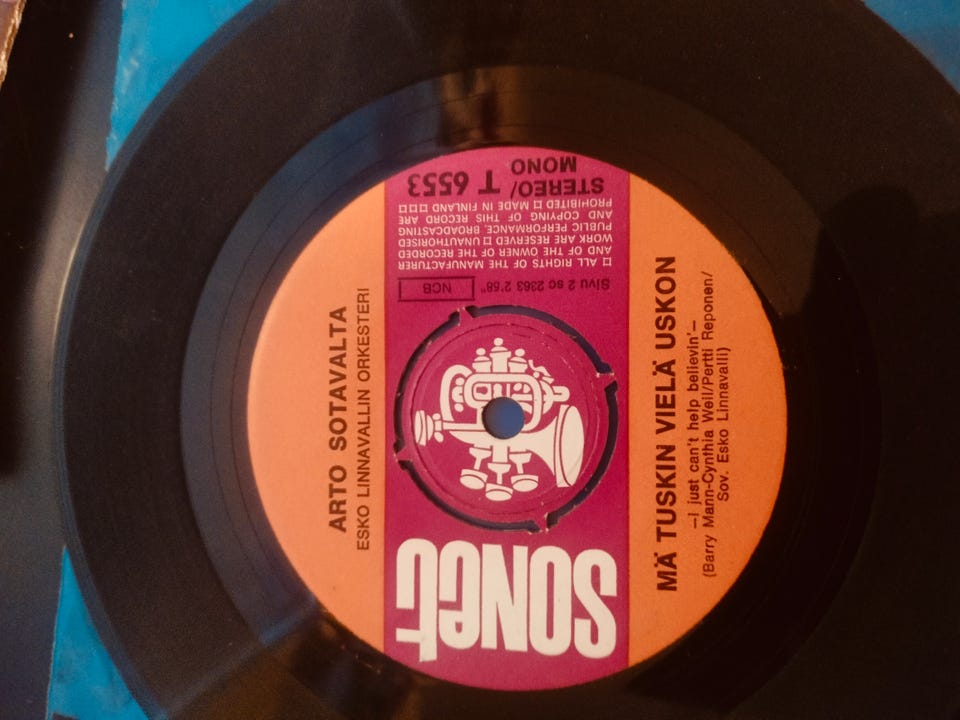 SONET
Sivu 2 sc 2363 2'58"
NCB
□ ALL RIGHTS OF THE MANUFACTURER
AND OF THE OWNER OF THE RECORDED
WORK ARE RESERVED □ UNAUTHORISED
PUBLIC PERFORMANCE, BROADCASTING
AND COPYING OF THIS RECORD ARE
PROHIBITED □ MADE IN FINLAND □□□
STEREO/ T 6553
MONO
ARTO SOTAVALTA
ESKO LINNAVALLIN ORKESTERI
MÄ TUSKIN VIELÄ USKON
–I just can't help believin'–
(Barry Mann-Cynthia Weil/Pertti Reponen/
Sov. Esko Linnavalli)